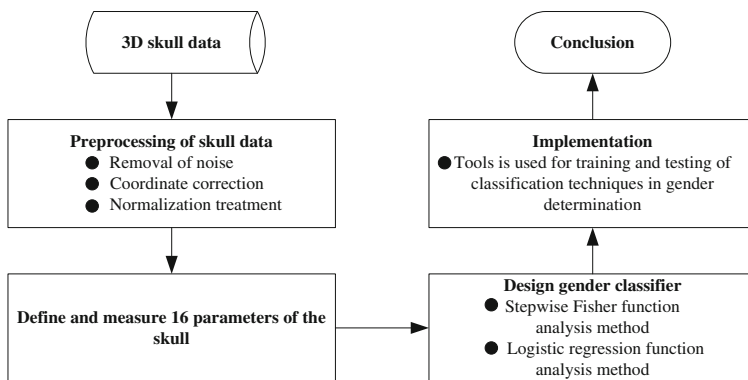 3D skull data
Preprocessing of skull data
● Removal of noise
● Coordinate correction
● Normalization treatment
Define and measure 16 parameters of the
skull
Design gender classifier
● Stepwise Fisher function
analysis method
● Logistic regression function
analysis method
Implementation
● Tools is used for training and testing of
classification techniques in gender
determination
Conclusion